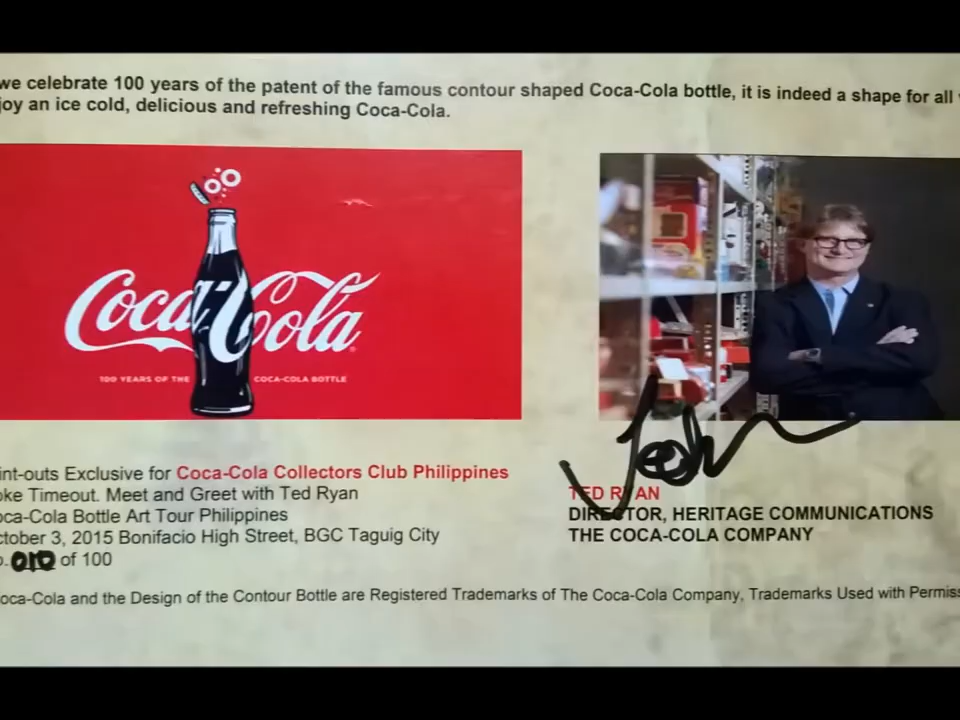 we celebrate 100 years of the patent of the famous contour shaped Coca-Cola bottle, it is indeed a shape for all
joy an ice cold, delicious and refreshing Coca-Cola.
Coca-Cola
100 YEARS OF THE COCA-COLA BOTTLE
int-outs Exclusive for Coca-Cola Collectors Club Philippines
oke Timeout. Meet and Greet with Ted Ryan
oca-Cola Bottle Art Tour Philippines
ctober 3, 2015 Bonifacio High Street, BGC Taguig City
o.010 of 100
TED RYAN
DIRECTOR, HERITAGE COMMUNICATIONS
THE COCA-COLA COMPANY
oca-Cola and the Design of the Contour Bottle are Registered Trademarks of The Coca-Cola Company, Trademarks Used with Permiss